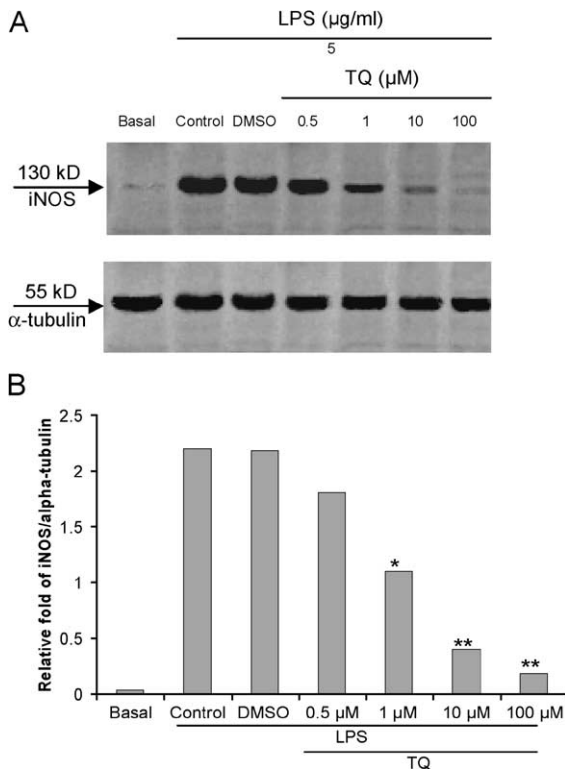 A
LPS (µg/ml)
5
TQ (µM)
Basal Control DMSO 0.5 1 10 100
130 kD
iNOS
55 kD
α-tubulin
B
Relative fold of iNOS/alpha-tubulin
2.5
2
1.5
1
0.5
0
*
**
**
Basal Control DMSO 0.5 µM 1 µM 10 µM 100 µM
LPS
TQ